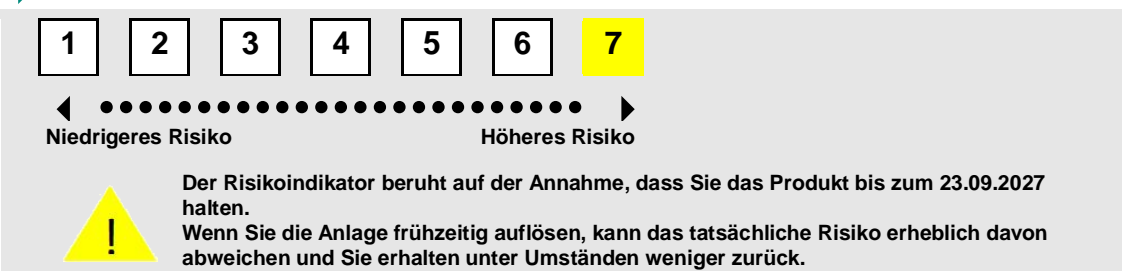 1 2 3 4 5 6 7
Niedrigeres Risiko Höheres Risiko
Der Risikoindikator beruht auf der Annahme, dass Sie das Produkt bis zum 23.09.2027
halten.
!
Wenn Sie die Anlage frühzeitig auflösen, kann das tatsächliche Risiko erheblich davon
abweichen und Sie erhalten unter Umständen weniger zurück.